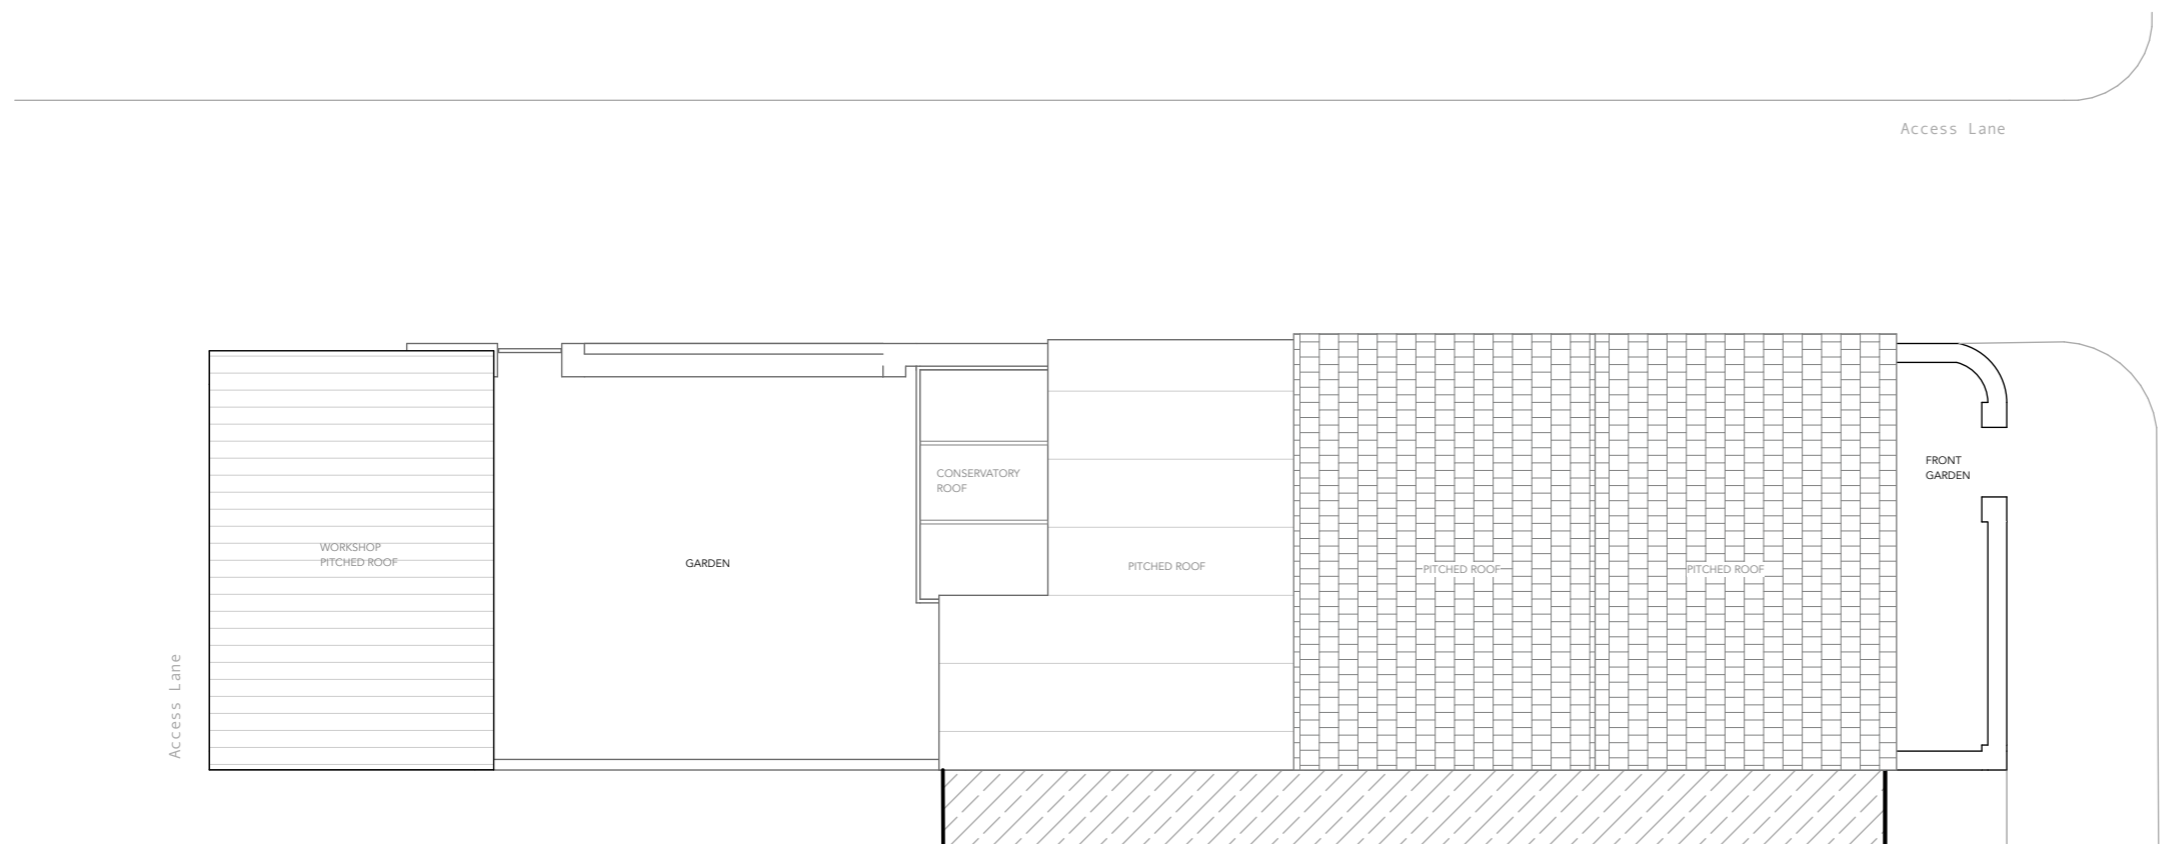 Access Lane
FRONT
GARDEN
CONSERVATORY
ROOF
WORKSHOP
PITCHED ROOF
GARDEN
PITCHED ROOF
PITCHED ROOF
PITCHED ROOF
Access Lane